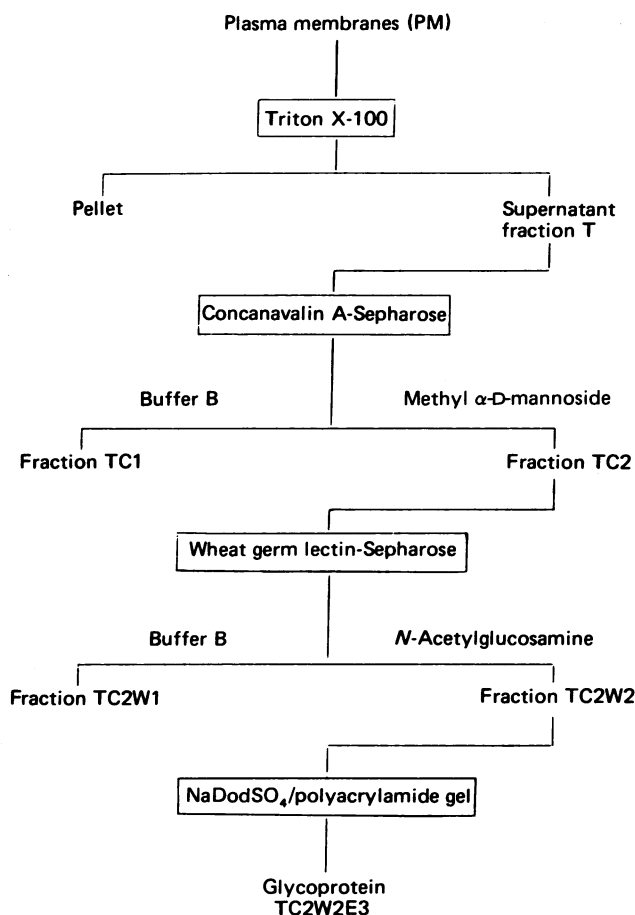 Plasma membranes (PM)
Triton X-100
Pellet
Supernatant
fraction T
Concanavalin A-Sepharose
Buffer B
Methyl α-D-mannoside
Fraction TC1
Fraction TC2
Wheat germ lectin-Sepharose
Buffer B
N-Acetylglucosamine
Fraction TC2W1
Fraction TC2W2
NaDodSO₄/polyacrylamide gel
Glycoprotein
TC2W2E3